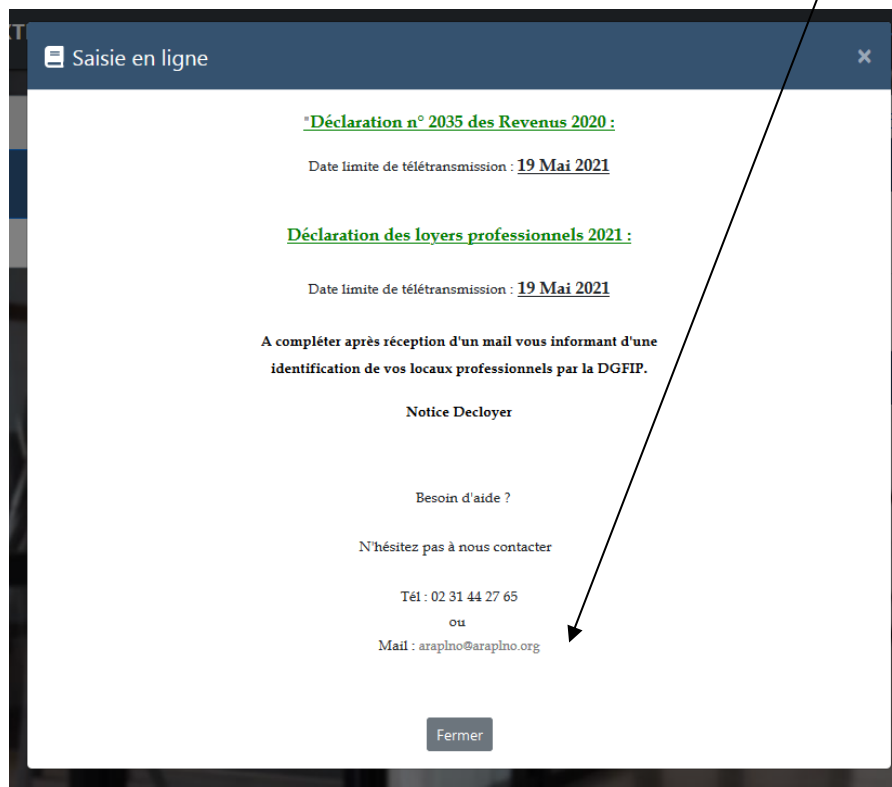 Saisie en ligne
"Déclaration n° 2035 des Revenus 2020 :
Date limite de télétransmission : 19 Mai 2021
Déclaration des loyers professionnels 2021 :
Date limite de télétransmission : 19 Mai 2021
A compléter après réception d'un mail vous informant d'une
identification de vos locaux professionnels par la DGFIP.
Notice Decloyer
Besoin d'aide ?
N'hésitez pas à nous contacter
Tél : 02 31 44 27 65
ou
Mail : araplno@araplno.org
Fermer